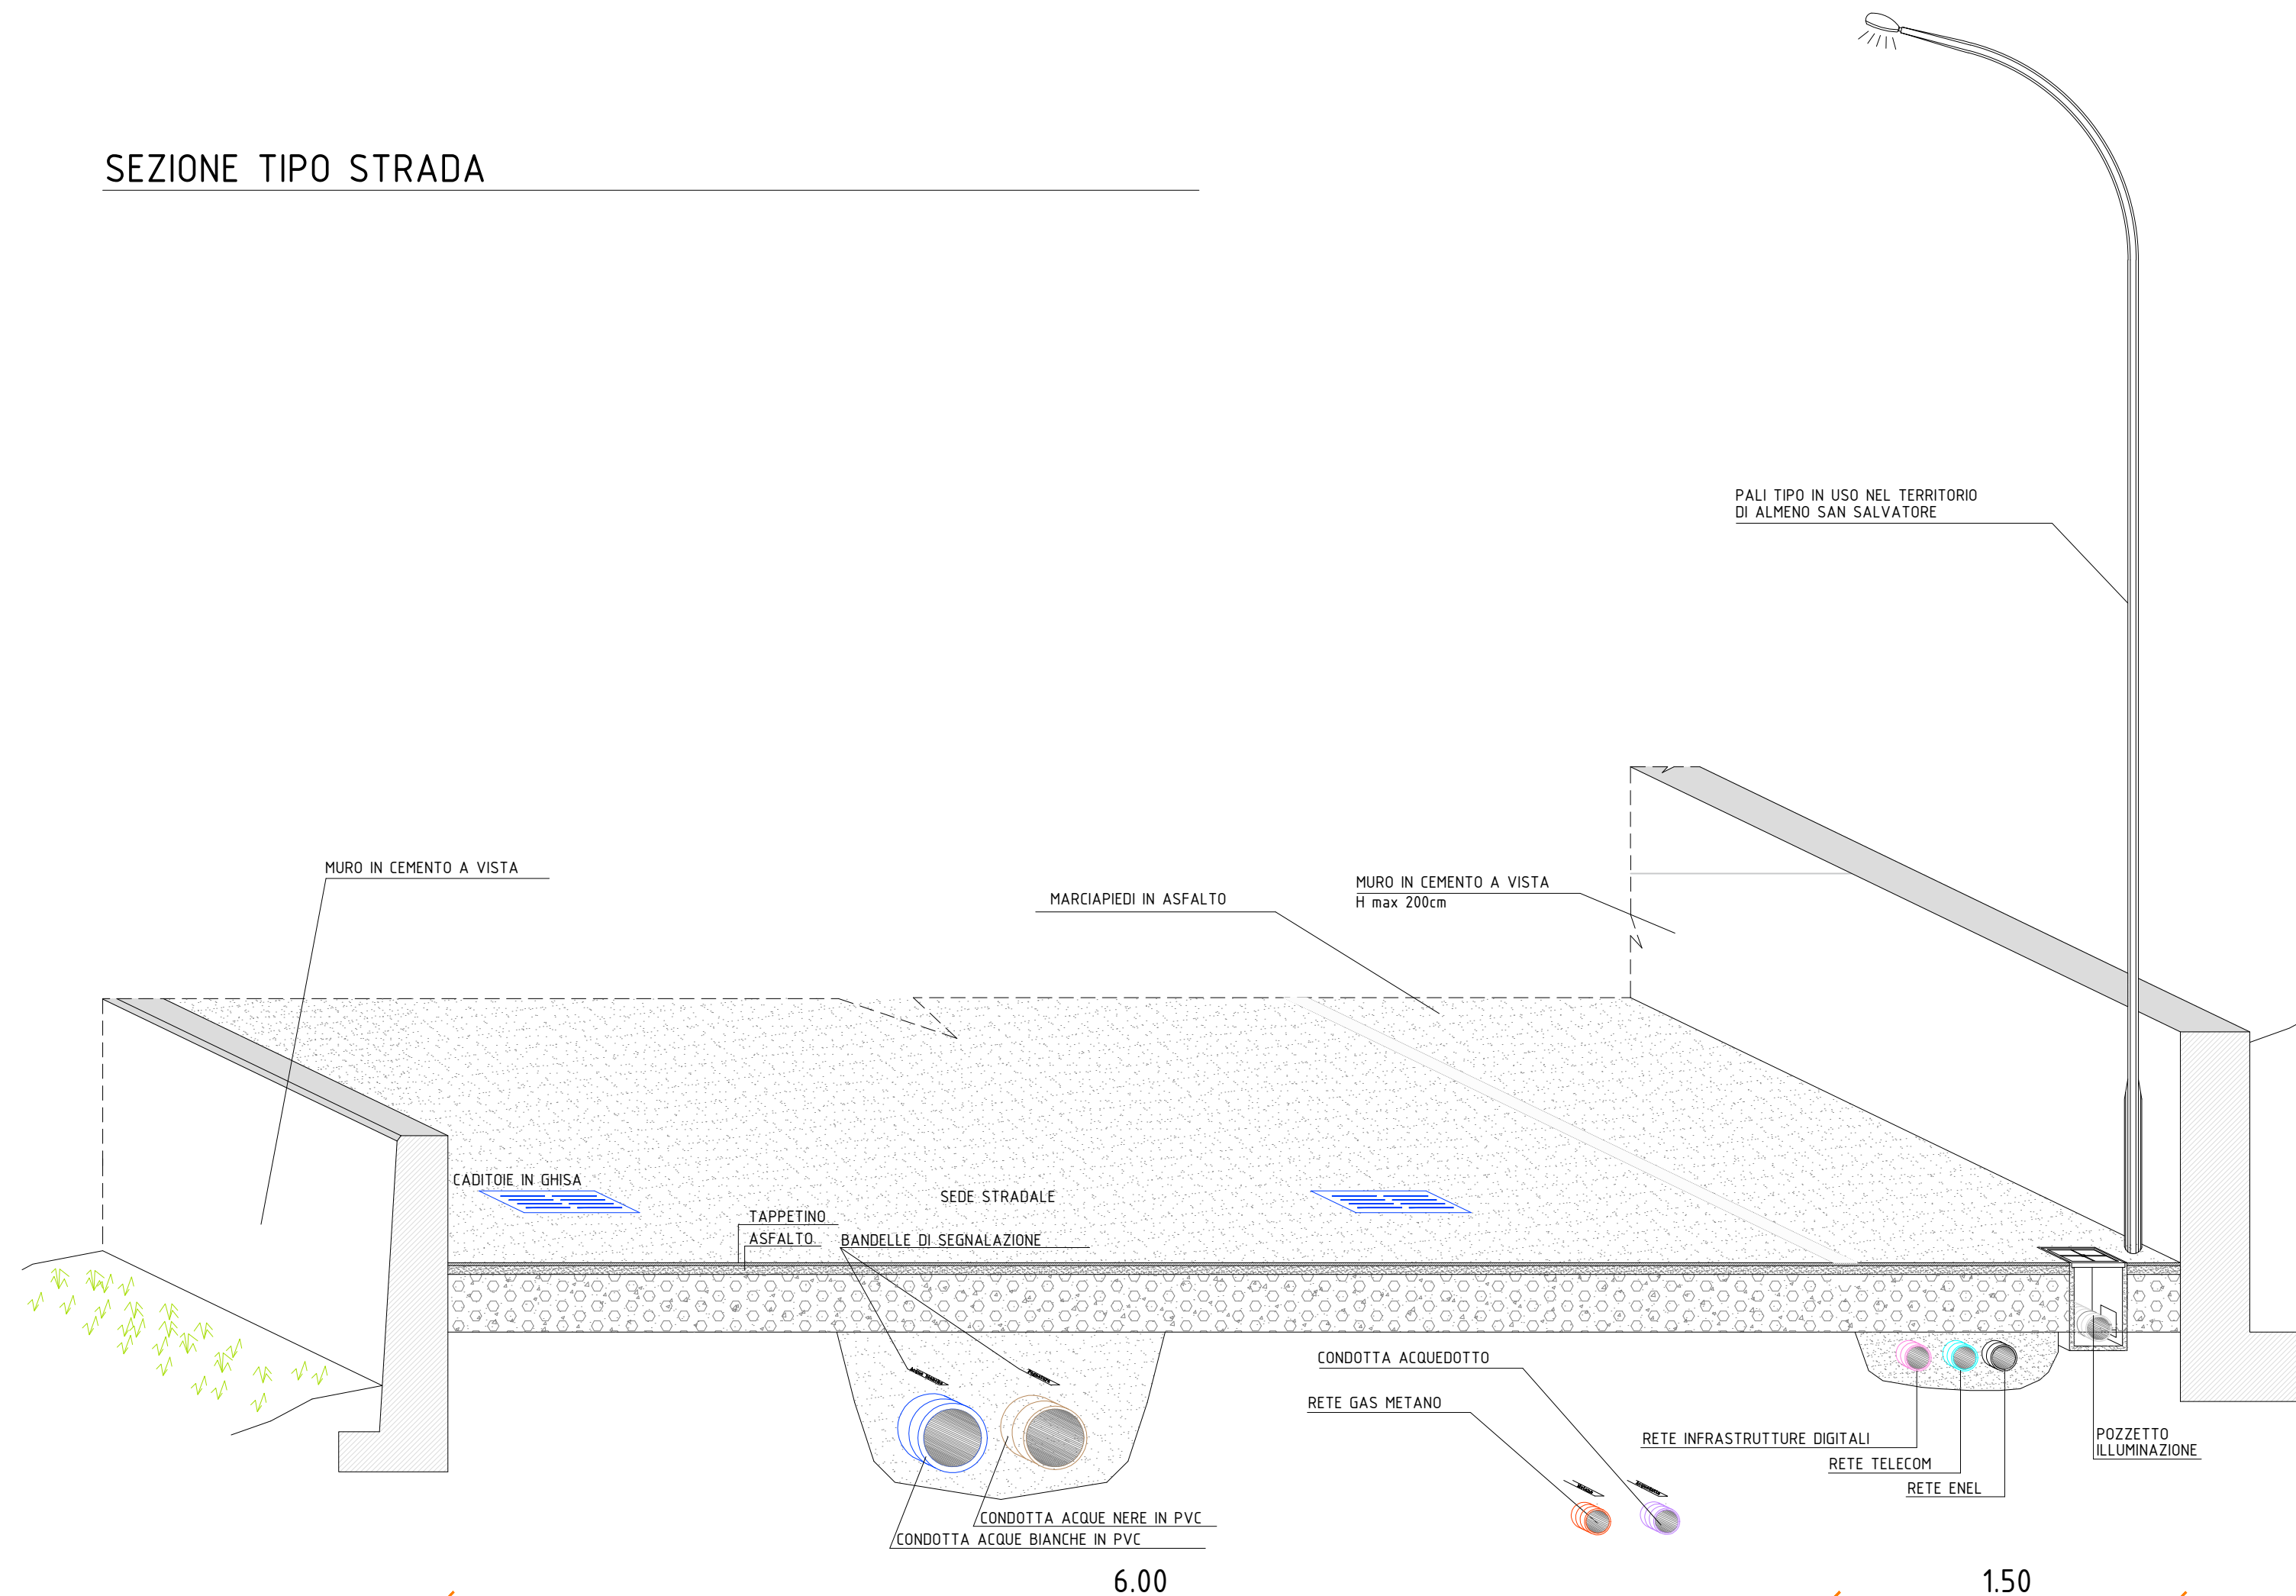 SEZIONE TIPO STRADA
PALI TIPO IN USO NEL TERRITORIO
DI ALMENO SAN SALVATORE
MURO IN CEMENTO A VISTA
MURO IN CEMENTO A VISTA
H max 200cm
MARCIAPIEDI IN ASFALTO
CADITOIE IN GHISA
SEDE STRADALE
TAPPETINO
ASFALTO
BANDELLE DI SEGNALAZIONE
CONDOTTA ACQUEDOTTO
RETE GAS METANO
RETE INFRASTRUTTURE DIGITALI
RETE TELECOM
RETE ENEL
POZZETTO
ILLUMINAZIONE
CONDOTTA ACQUE NERE IN PVC
CONDOTTA ACQUE BIANCHE IN PVC
6.00
1.50